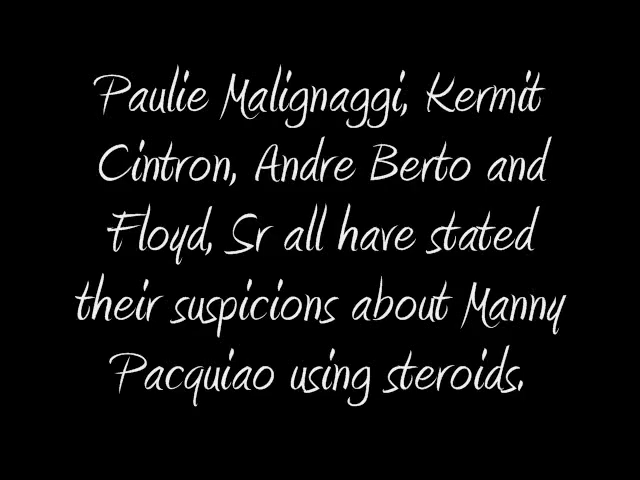 Paulie Malignaggi, Kermit
Cintron, Andre Berto and
Floyd, Sr all have stated
their suspicions about Manny
Pacquiao using steroids.